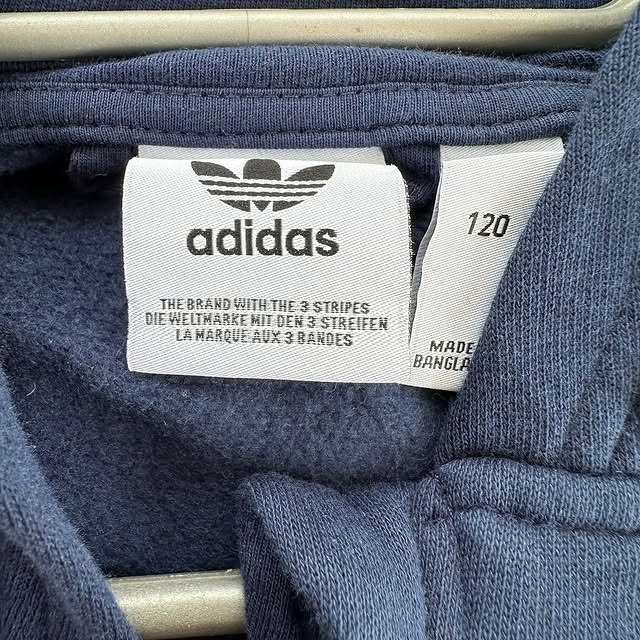 adidas
THE BRAND WITH THE 3 STRIPES
DIE WELTMARKE MIT DEN 3 STREIFEN
LA MARQUE AUX 3 BANDES
120
MADE